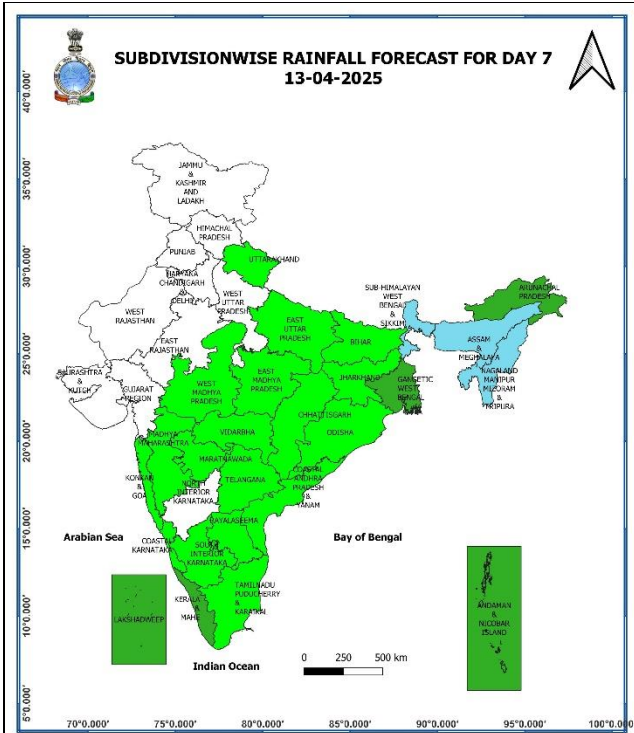 SUBDIVISIONWISE RAINFALL FORECAST FOR DAY 7
13-04-2025
40°0.000'
35°0.000'
30°0.000'
25°0.000'
20°0.000'
15°0.000'
10°0.000'
5°0.000'
JAMMU
&
KASHMIR
AND
LADAKH
HIMACHAL
PRADESH
PUNJAB
UTTARAKHAND
HARYANA
CHANDIGARH
&
DELHI
WEST
UTTAR
PRADESH
WEST
RAJASTHAN
EAST
RAJASTHAN
SUB-HIMALAYAN
WEST
BENGAL
&
SIKKIM
ARUNACHAL
PRADESH
EAST
UTTAR
PRADESH
BIHAR
ASSAM
&
MEGHALAYA
NAGALAND
MANIPUR
MIZORAM
&
TRIPURA
SAURASHTRA
&
KUTCH
GUJARAT
REGION
WEST
MADHYA
PRADESH
EAST
MADHYA
PRADESH
JHARKHAND
GANGETIC
WEST
BENGAL
CHHATTISGARH
ODISHA
VIDARBHA
MADHYA
MAHARASHTRA
MARATHWADA
KONKAN
&
GOA
NORTH
INTERIOR
KARNATAKA
TELANGANA
COASTAL
ANDHRA
PRADESH
&
YANAM
RAYALASEEMA
COASTAL
KARNATAKA
SOUTH
INTERIOR
KARNATAKA
Arabian Sea
Bay of Bengal
KERALA
&
MAHE
TAMILNADU
PUDUCHERRY
&
KARAIKAL
LAKSHADWEEP
ANDAMAN
&
NICOBAR
ISLAND
Indian Ocean
0 250 500 km
70°0.000' 75°0.000' 80°0.000' 85°0.000' 90°0.000' 95°0.000' 100°0.000'